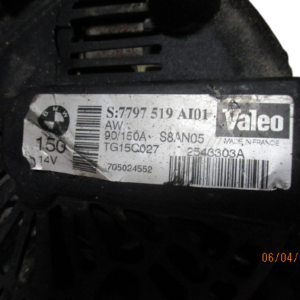 S:7797 519 AI01
AW
90/150A S8AN05
150
14V
TG15C027
2543303A
705024552
Valeo
MADE IN FRANCE
06/04